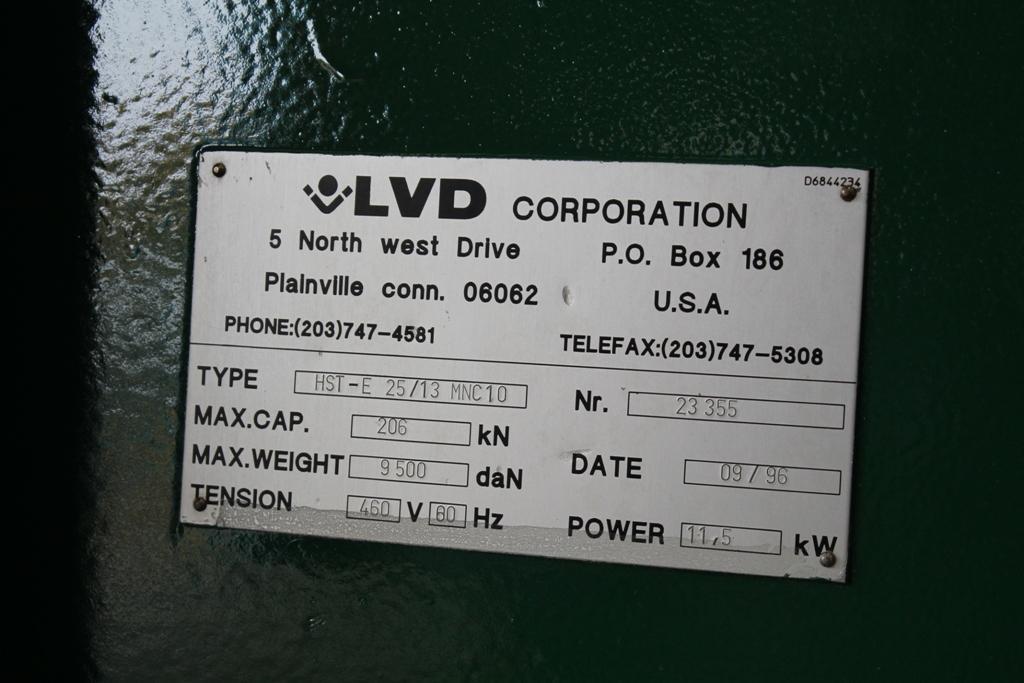 D6844234
LVD CORPORATION
5 North west Drive P.O. Box 186
Plainville conn. 06062 U.S.A.
PHONE:(203)747-4581 TELEFAX:(203)747-5308
TYPE HST-E 25/13 MNC10 Nr. 23 355
MAX.CAP. 206 kN
MAX.WEIGHT 9 500 daN DATE 09/96
TENSION 460 V 60 Hz POWER 11,5 kW